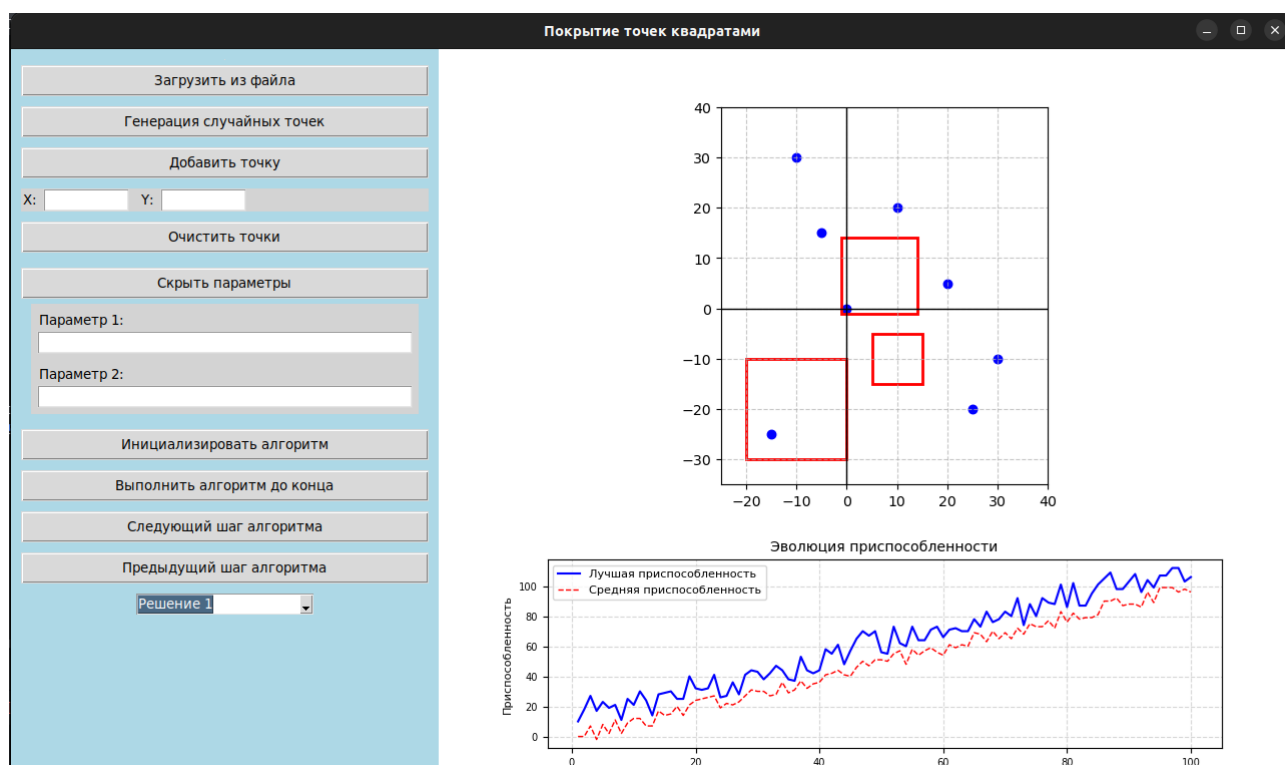 Покрытие точек квадратами
Загрузить из файла
Генерация случайных точек
Добавить точку
X: Y:
Очистить точки
Скрыть параметры
Параметр 1:
Параметр 2:
Инициализировать алгоритм
Выполнить алгоритм до конца
Следующий шаг алгоритма
Предыдущий шаг алгоритма
Решение 1
40
30
20
10
0
−10
−20
−30
−20 −10 0 10 20 30 40
Эволюция приспособленности
Лучшая приспособленность
Средняя приспособленность
Приспособленность
100
80
60
40
20
0
0 20 40 60 80 100